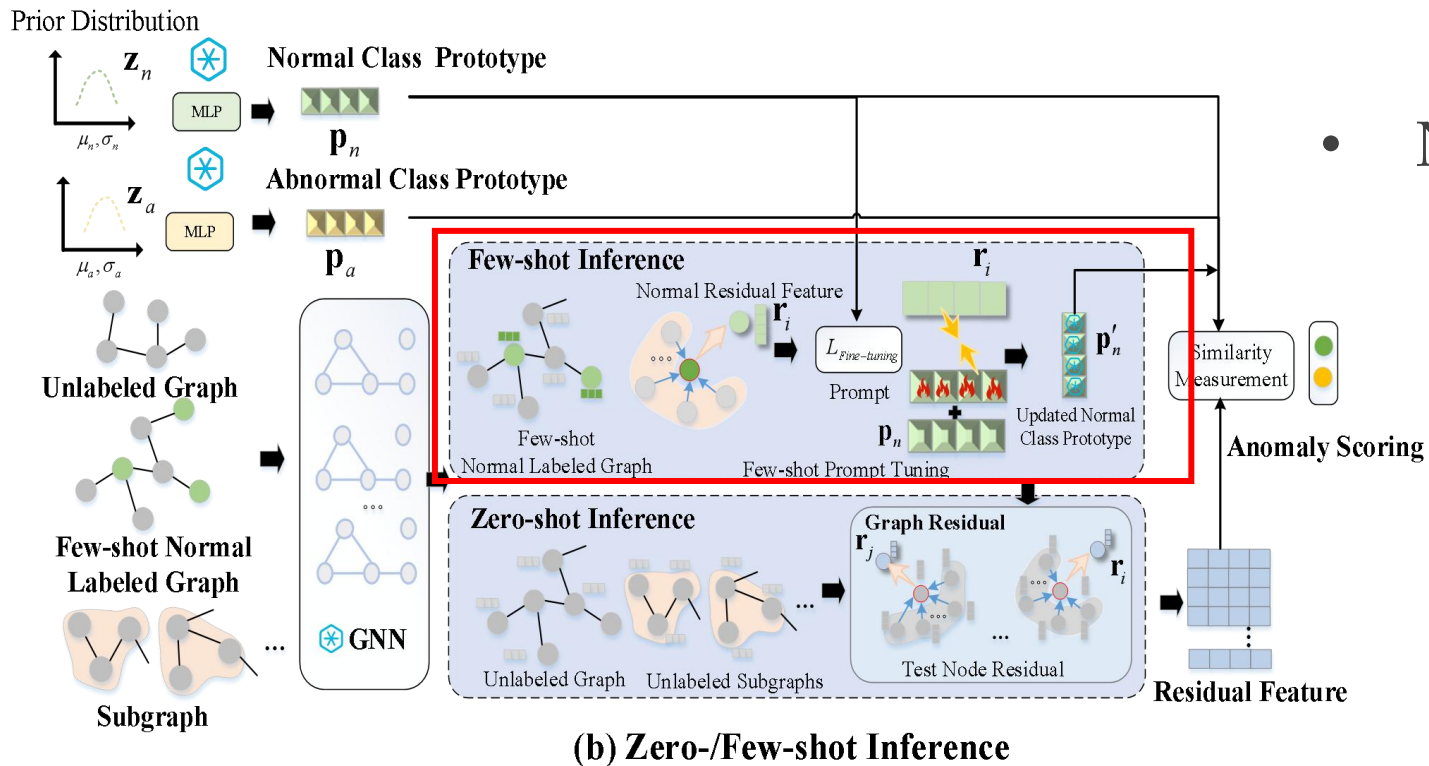 Prior Distribution
z_n
MLP
μ_n, σ_n
Normal Class Prototype
p_n
z_a
MLP
μ_a, σ_a
Abnormal Class Prototype
p_a
•
Unlabeled Graph
Few-shot Normal
Labeled Graph
Subgraph
...
...
GNN
Few-shot Inference
Normal Residual Feature
r_i
...
Few-shot
Normal Labeled Graph
L_Fine-tuning
Prompt
r_i
+
p_n
Few-shot Prompt Tuning
p'_n
Updated Normal
Class Prototype
Similarity
Measurement
Anomaly Scoring
Zero-shot Inference
Unlabeled Graph
Unlabeled Subgraphs
...
Graph Residual
r_j
...
...
r_i
...
Test Node Residual
Residual Feature
(b) Zero-/Few-shot Inference